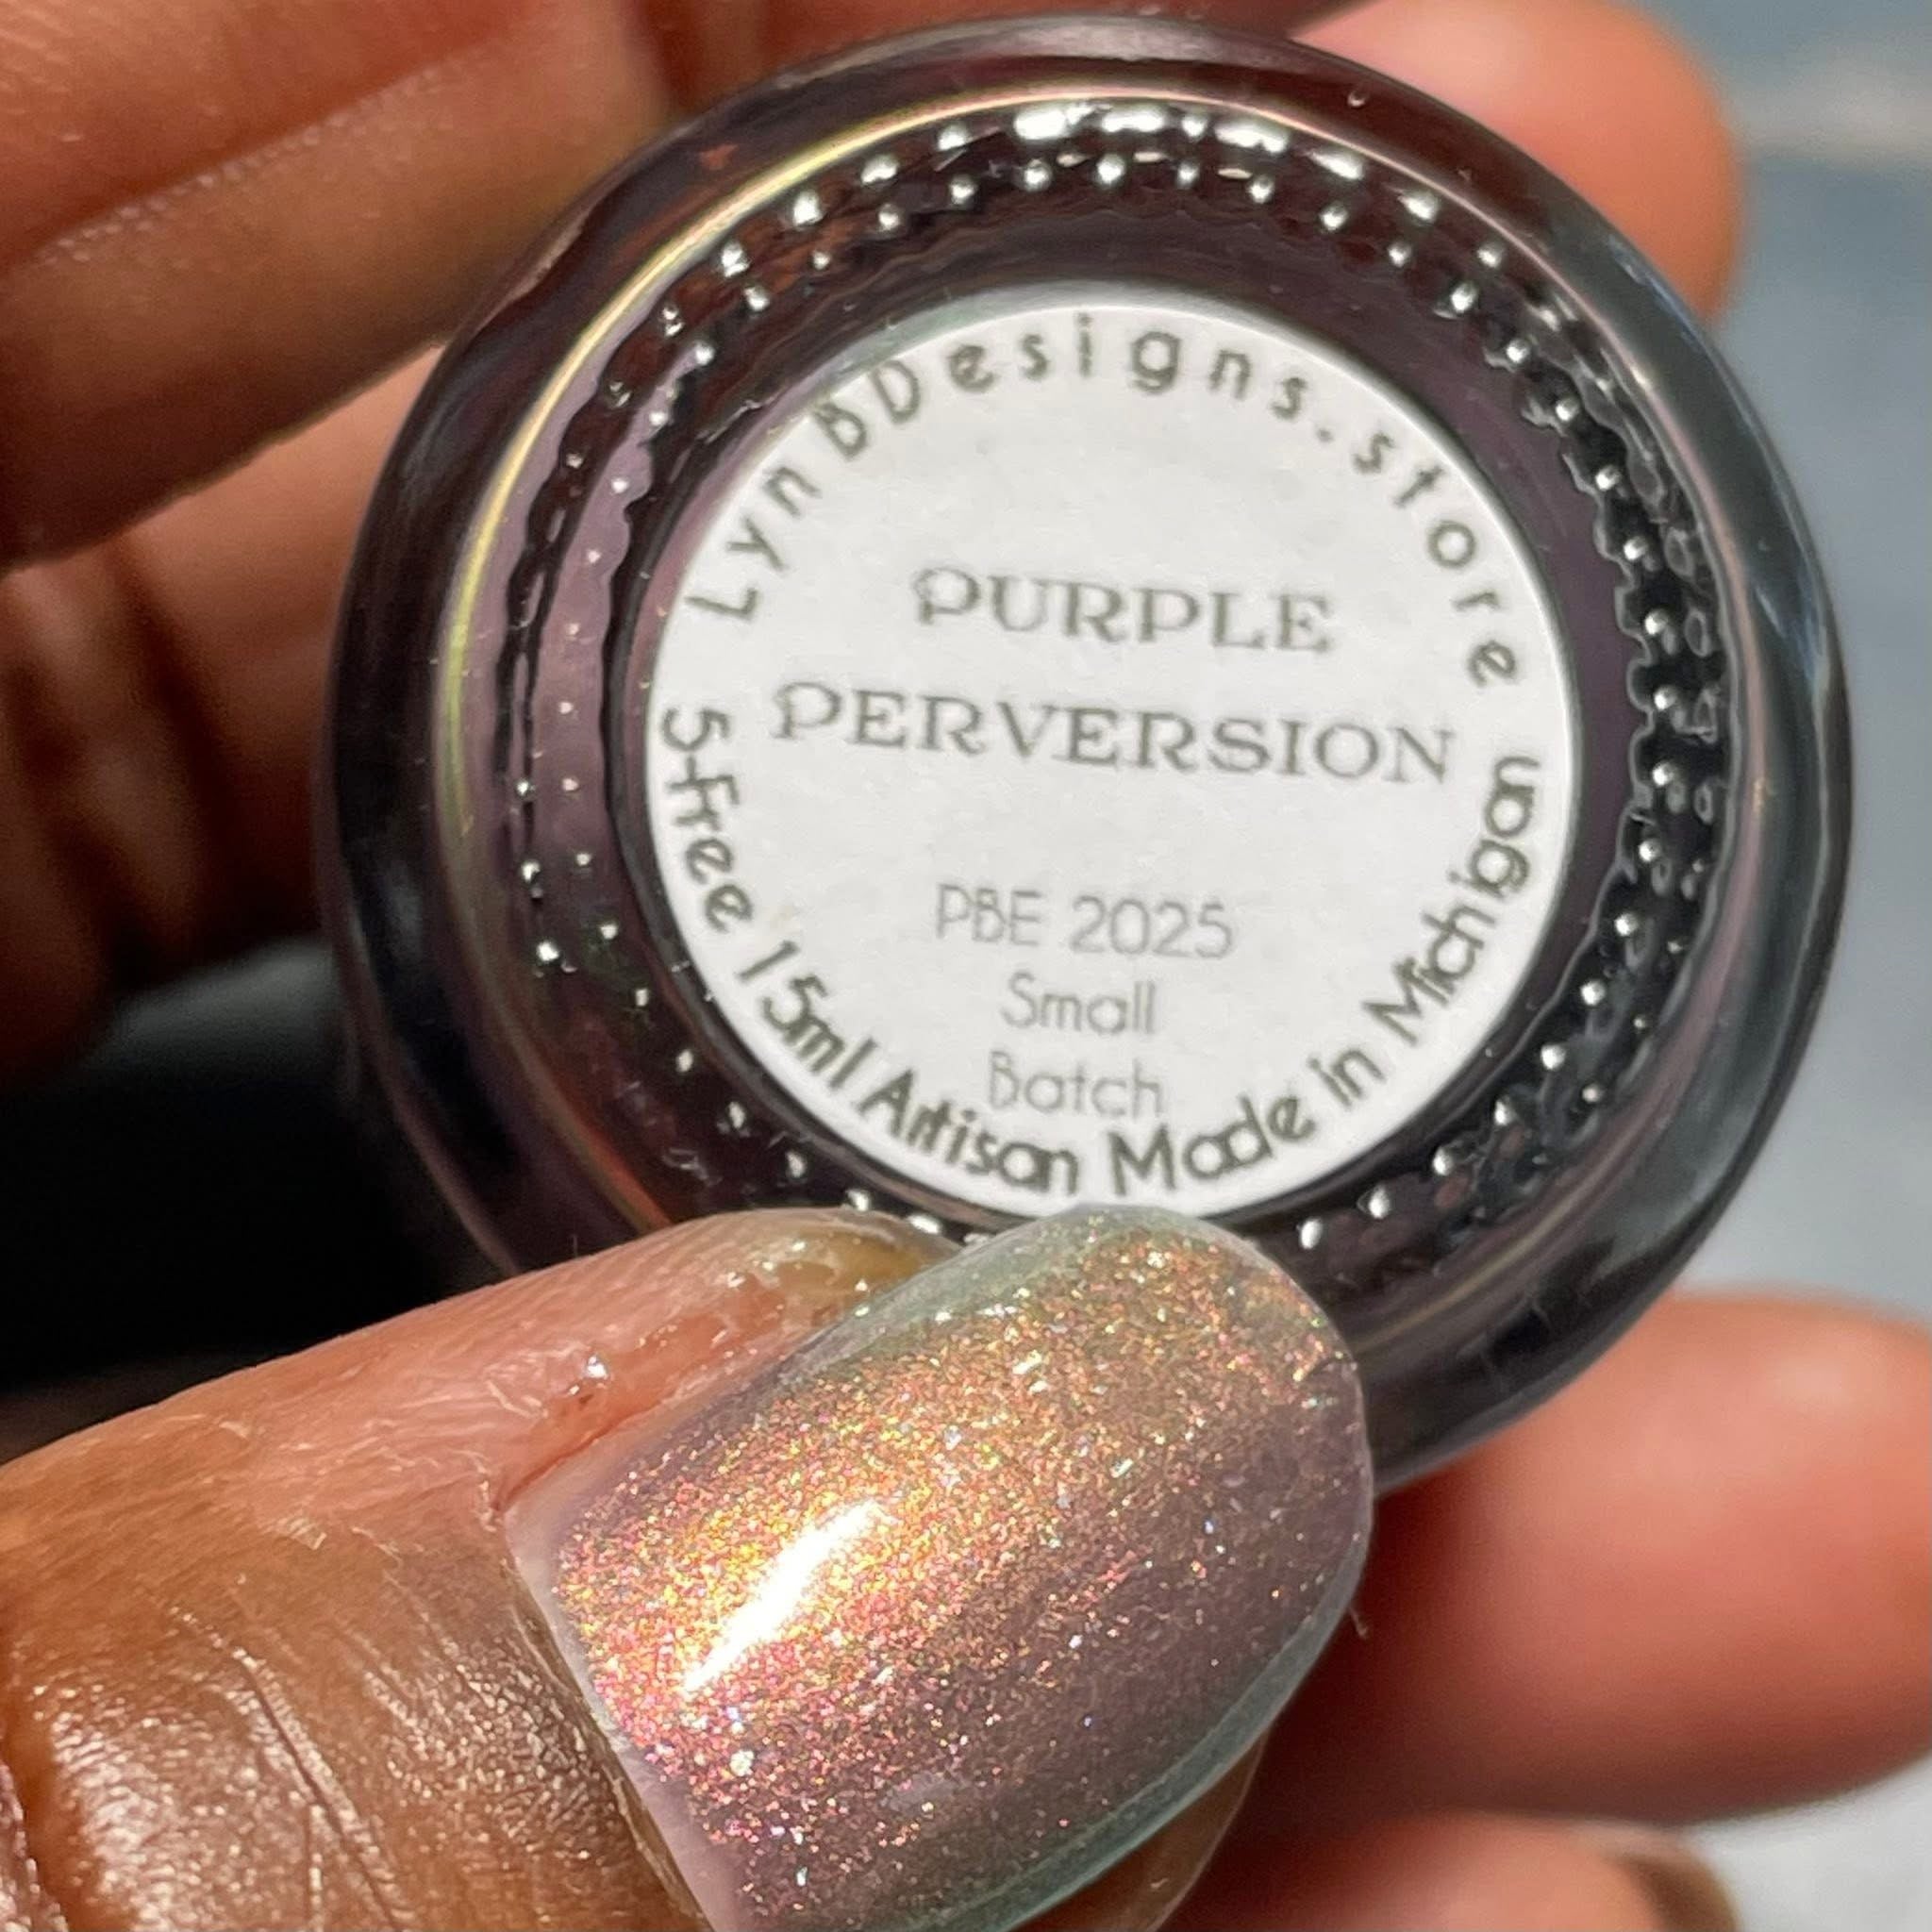 LynBDesigns.store
PURPLE
PERVERSION
PBE 2025
Small
Batch
5-Free 15ml Artisan Made in Michigan